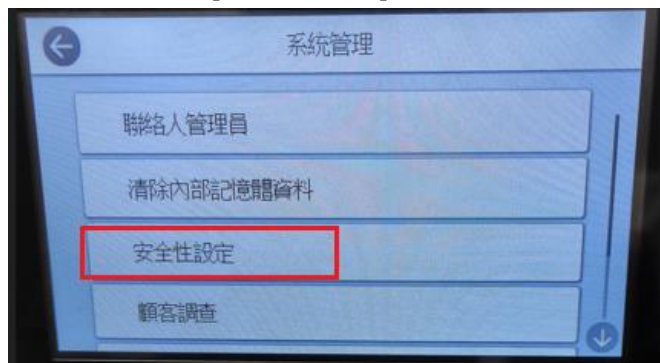 系統管理
聯絡人管理員
清除內部記憶體資料
安全性設定
顧客調查